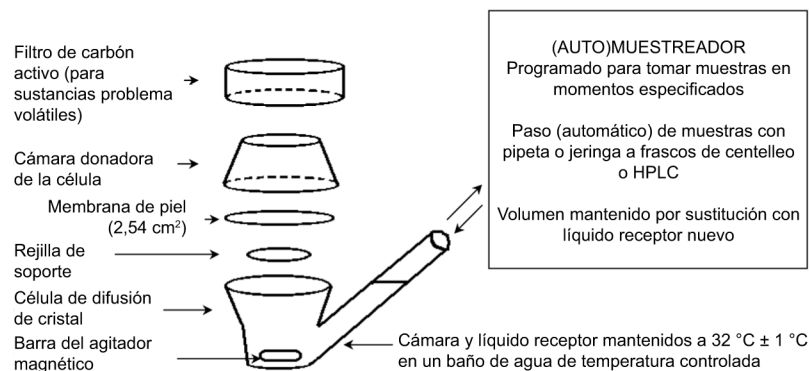 Filtro de carbón
activo (para
sustancias problema
volátiles)
Cámara donadora
de la célula
Membrana de piel
(2,54 cm²)
Rejilla de
soporte
Célula de difusión
de cristal
Barra del agitador
magnético
(AUTO)MUESTREADOR
Programado para tomar muestras en
momentos especificados
Paso (automático) de muestras con
pipeta o jeringa a frascos de centelleo
o HPLC
Volumen mantenido por sustitución con
líquido receptor nuevo
Cámara y líquido receptor mantenidos a 32 °C ± 1 °C
en un baño de agua de temperatura controlada